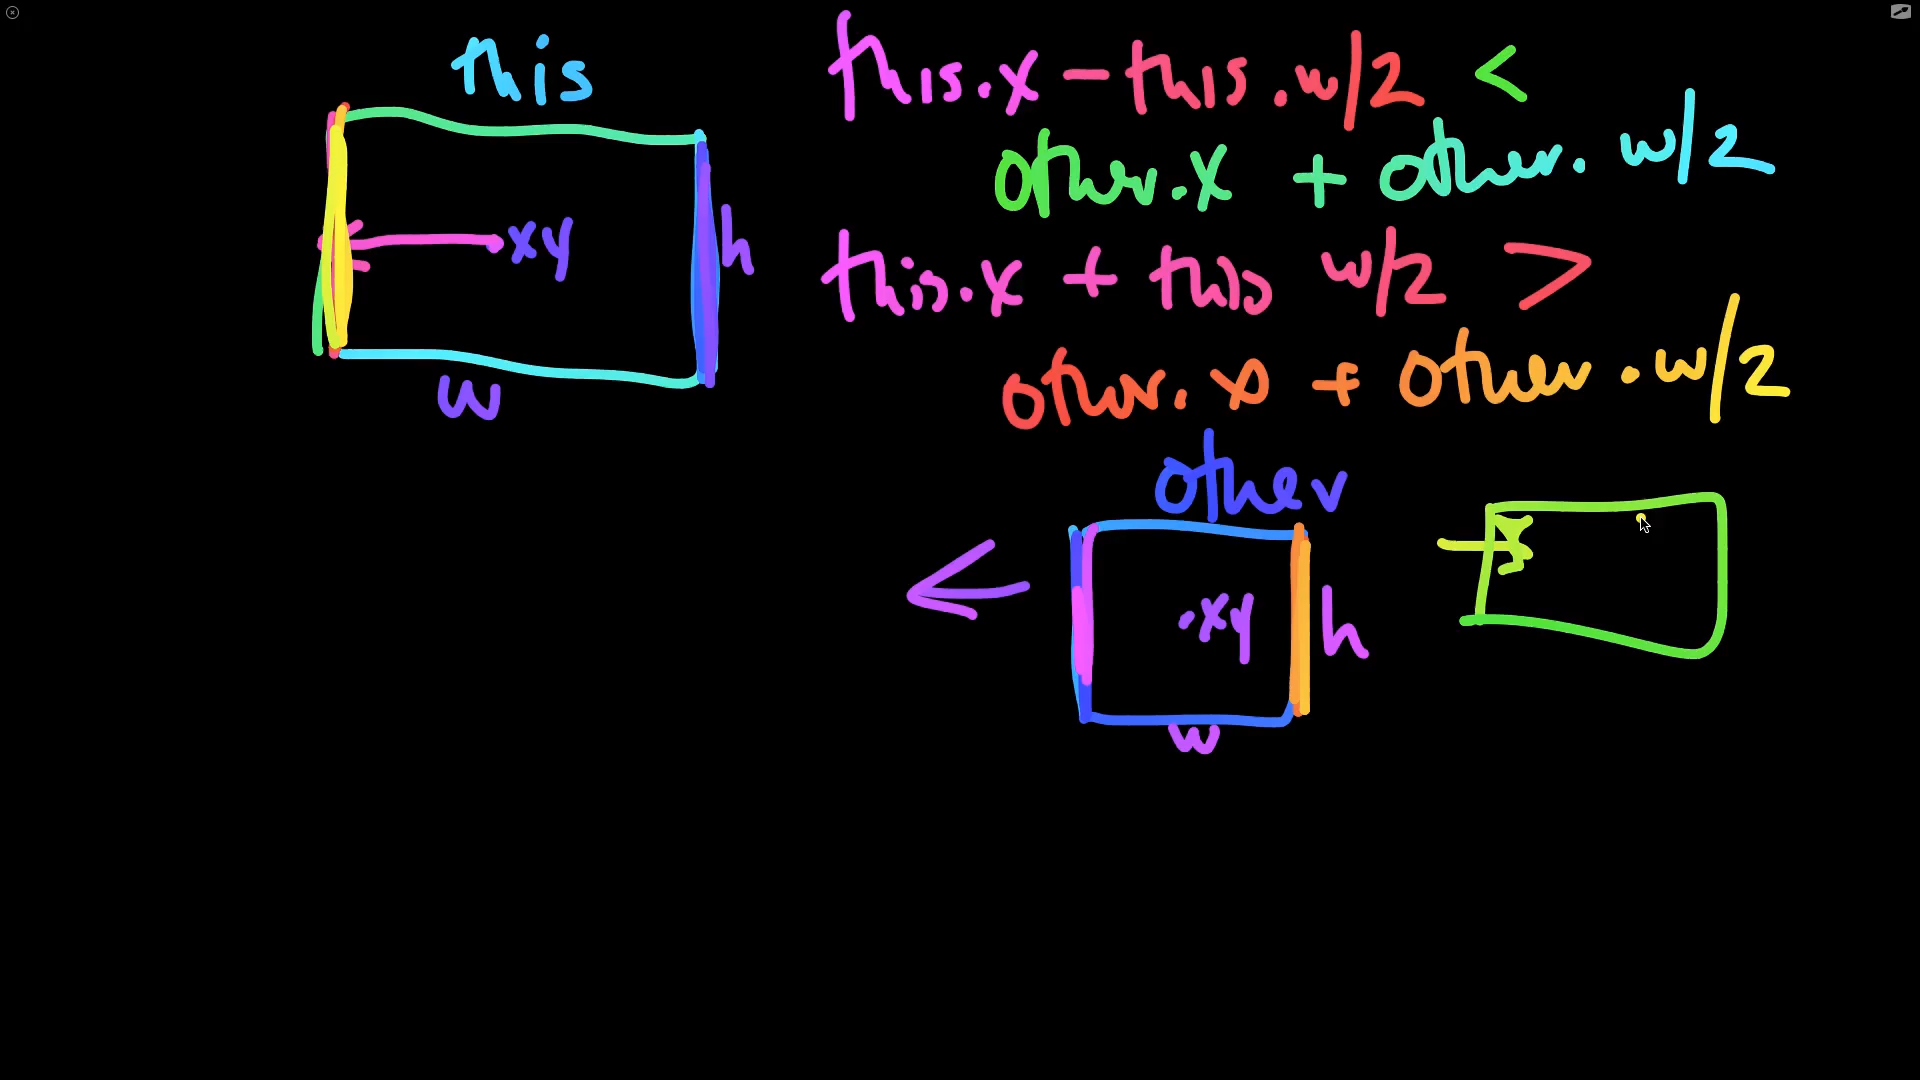 this
this.x - this.w/2 <
other.x + other.w/2
xy
h
this.x + this w/2 >
other.x + other.w/2
w
other
xy
h
w